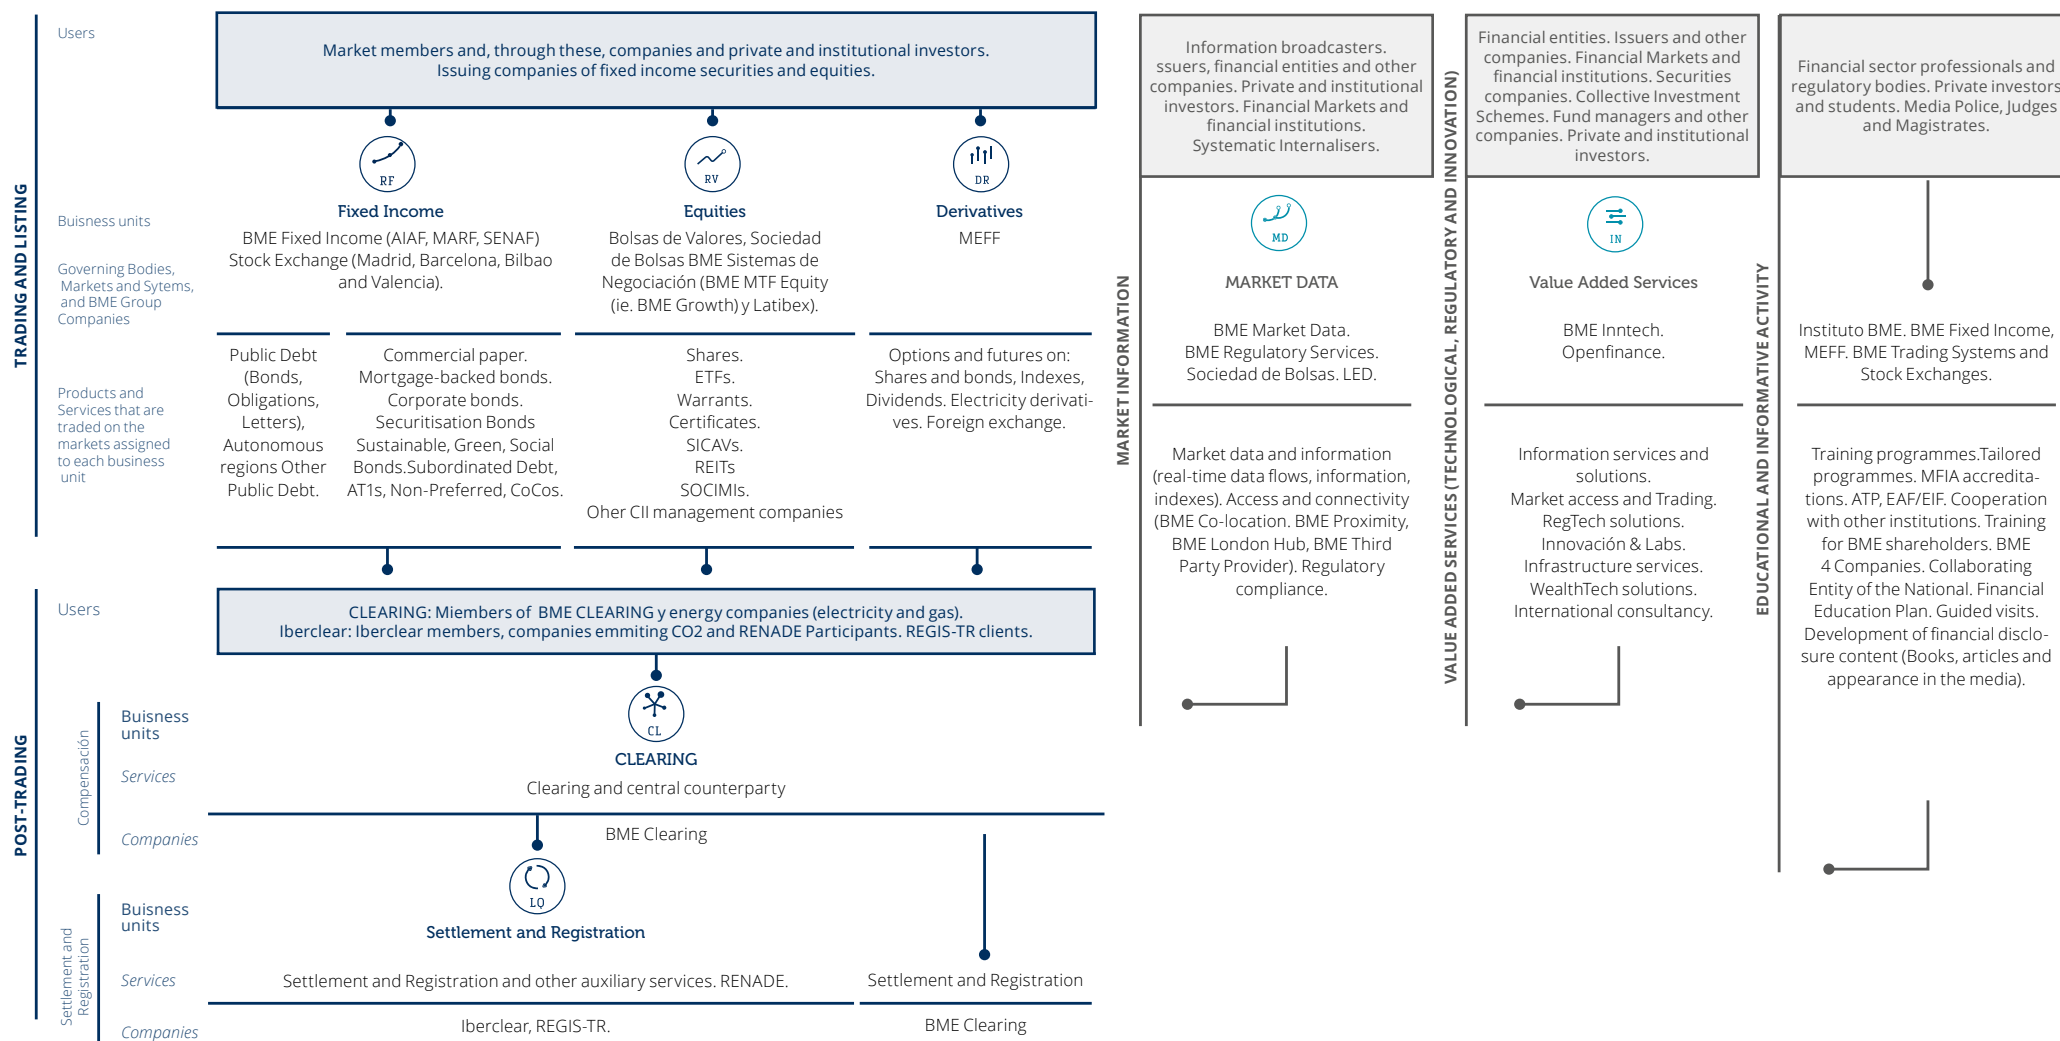 TRADING AND LISTING
Users
Market members and, through these, companies and private and institutional investors.
Issuing companies of fixed income securities and equities.
RF
RV
DR
Buisness units
Fixed Income
Equities
Derivatives
Governing Bodies,
Markets and Sytems,
and BME Group
Companies
BME Fixed Income (AIAF, MARF, SENAF)
Stock Exchange (Madrid, Barcelona, Bilbao
and Valencia).
Bolsas de Valores, Sociedad
de Bolsas BME Sistemas de
Negociación (BME MTF Equity
(ie. BME Growth) y Latibex).
MEFF
Products and
Services that are
traded on the
markets assigned
to each business
unit
Public Debt
(Bonds,
Obligations,
Letters),
Autonomous
regions Other
Public Debt.
Commercial paper.
Mortgage-backed bonds.
Corporate bonds.
Securitisation Bonds
Sustainable, Green, Social
Bonds.Subordinated Debt,
AT1s, Non-Preferred, CoCos.
Shares.
ETFs.
Warrants.
Certificates.
SICAVs.
REITs
SOCIMIs.
Oher CII management companies
Options and futures on:
Shares and bonds, Indexes,
Dividends. Electricity derivati-
ves. Foreign exchange.
POST-TRADING
Users
CLEARING: Miembers of  BME CLEARING y energy companies (electricity and gas).
Iberclear: Iberclear members, companies emmiting CO2 and RENADE Participants. REGIS-TR clients.
Compensación
Buisness
units
CL
CLEARING
Services
Clearing and central counterparty
Companies
BME Clearing
Settlement and
Registration
Buisness
units
LQ
Settlement and Registration
Services
Settlement and Registration and other auxiliary services. RENADE.
Settlement and Registration
Companies
Iberclear, REGIS-TR.
BME Clearing
MARKET INFORMATION
Information broadcasters.
ssuers, financial entities and other
companies. Private and institutional
investors. Financial Markets and
financial institutions.
Systematic Internalisers.
MD
MARKET DATA
BME Market Data.
BME Regulatory Services.
Sociedad de Bolsas. LED.
Market data and information
(real-time data flows, information,
indexes). Access and connectivity
(BME Co-location. BME Proximity,
BME London Hub, BME Third
Party Provider). Regulatory
compliance.
VALUE ADDED SERVICES (TECHNOLOGICAL, REGULATORY AND INNOVATION)
Financial entities. Issuers and other
companies. Financial Markets and
financial institutions. Securities
companies. Collective Investment
Schemes. Fund managers and other
companies. Private and institutional
investors.
IN
Value Added Services
BME Inntech.
Openfinance.
Information services and
solutions.
Market access and Trading.
RegTech solutions.
Innovación & Labs.
Infrastructure services.
WealthTech solutions.
International consultancy.
EDUCATIONAL AND INFORMATIVE ACTIVITY
Financial sector professionals and
regulatory bodies. Private investors
and students. Media Police, Judges
and Magistrates.
Instituto BME. BME Fixed Income,
MEFF. BME Trading Systems and
Stock Exchanges.
Training programmes.Tailored
programmes. MFIA accredita-
tions. ATP, EAF/EIF. Cooperation
with other institutions. Training
for BME shareholders. BME
4 Companies. Collaborating
Entity of the National. Financial
Education Plan. Guided visits.
Development of financial disclo-
sure content (Books, articles and
appearance in the media).